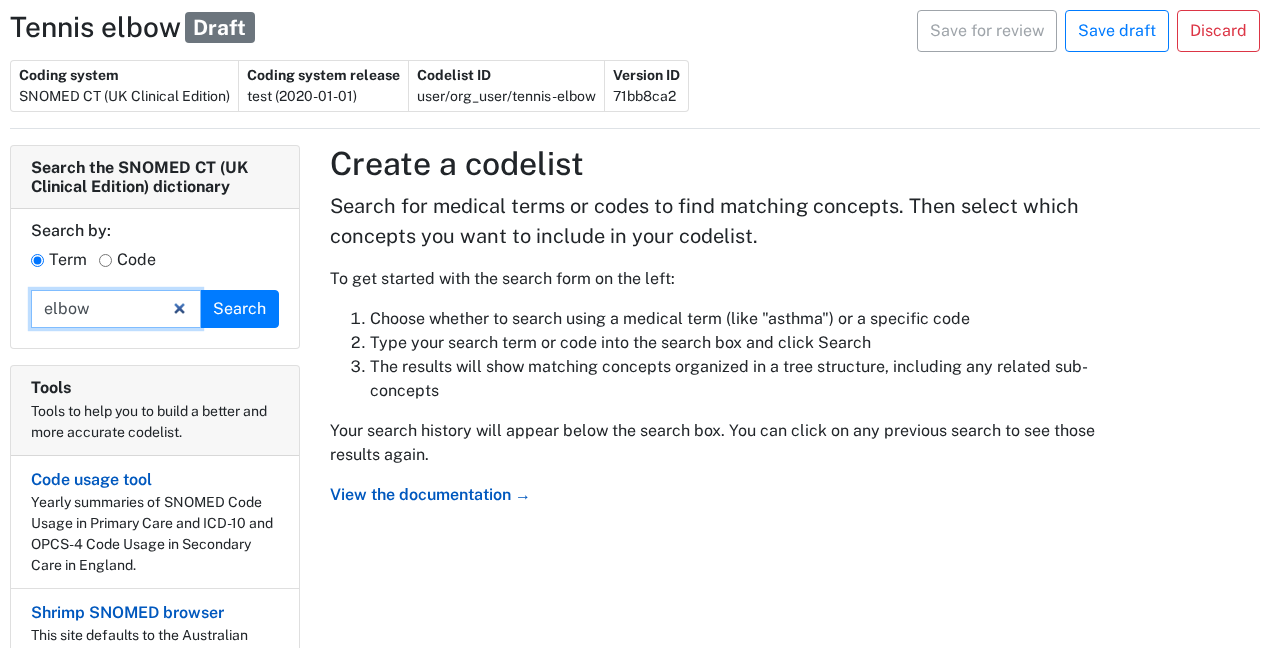 Tennis elbow Draft
Save for review Save draft Discard
Coding system Coding system release Codelist ID Version ID
SNOMED CT (UK Clinical Edition) test (2020-01-01) user/org_user/tennis-elbow 71bb8ca2
Search the SNOMED CT (UK
Clinical Edition) dictionary
Search by:
Term Code
elbow × Search
Tools
Tools to help you to build a better and
more accurate codelist.
Code usage tool
Yearly summaries of SNOMED Code
Usage in Primary Care and ICD-10 and
OPCS-4 Code Usage in Secondary
Care in England.
Shrimp SNOMED browser
This site defaults to the Australian
Create a codelist
Search for medical terms or codes to find matching concepts. Then select which
concepts you want to include in your codelist.
To get started with the search form on the left:
1. Choose whether to search using a medical term (like "asthma") or a specific code
2. Type your search term or code into the search box and click Search
3. The results will show matching concepts organized in a tree structure, including any related sub-
concepts
Your search history will appear below the search box. You can click on any previous search to see those
results again.
View the documentation →